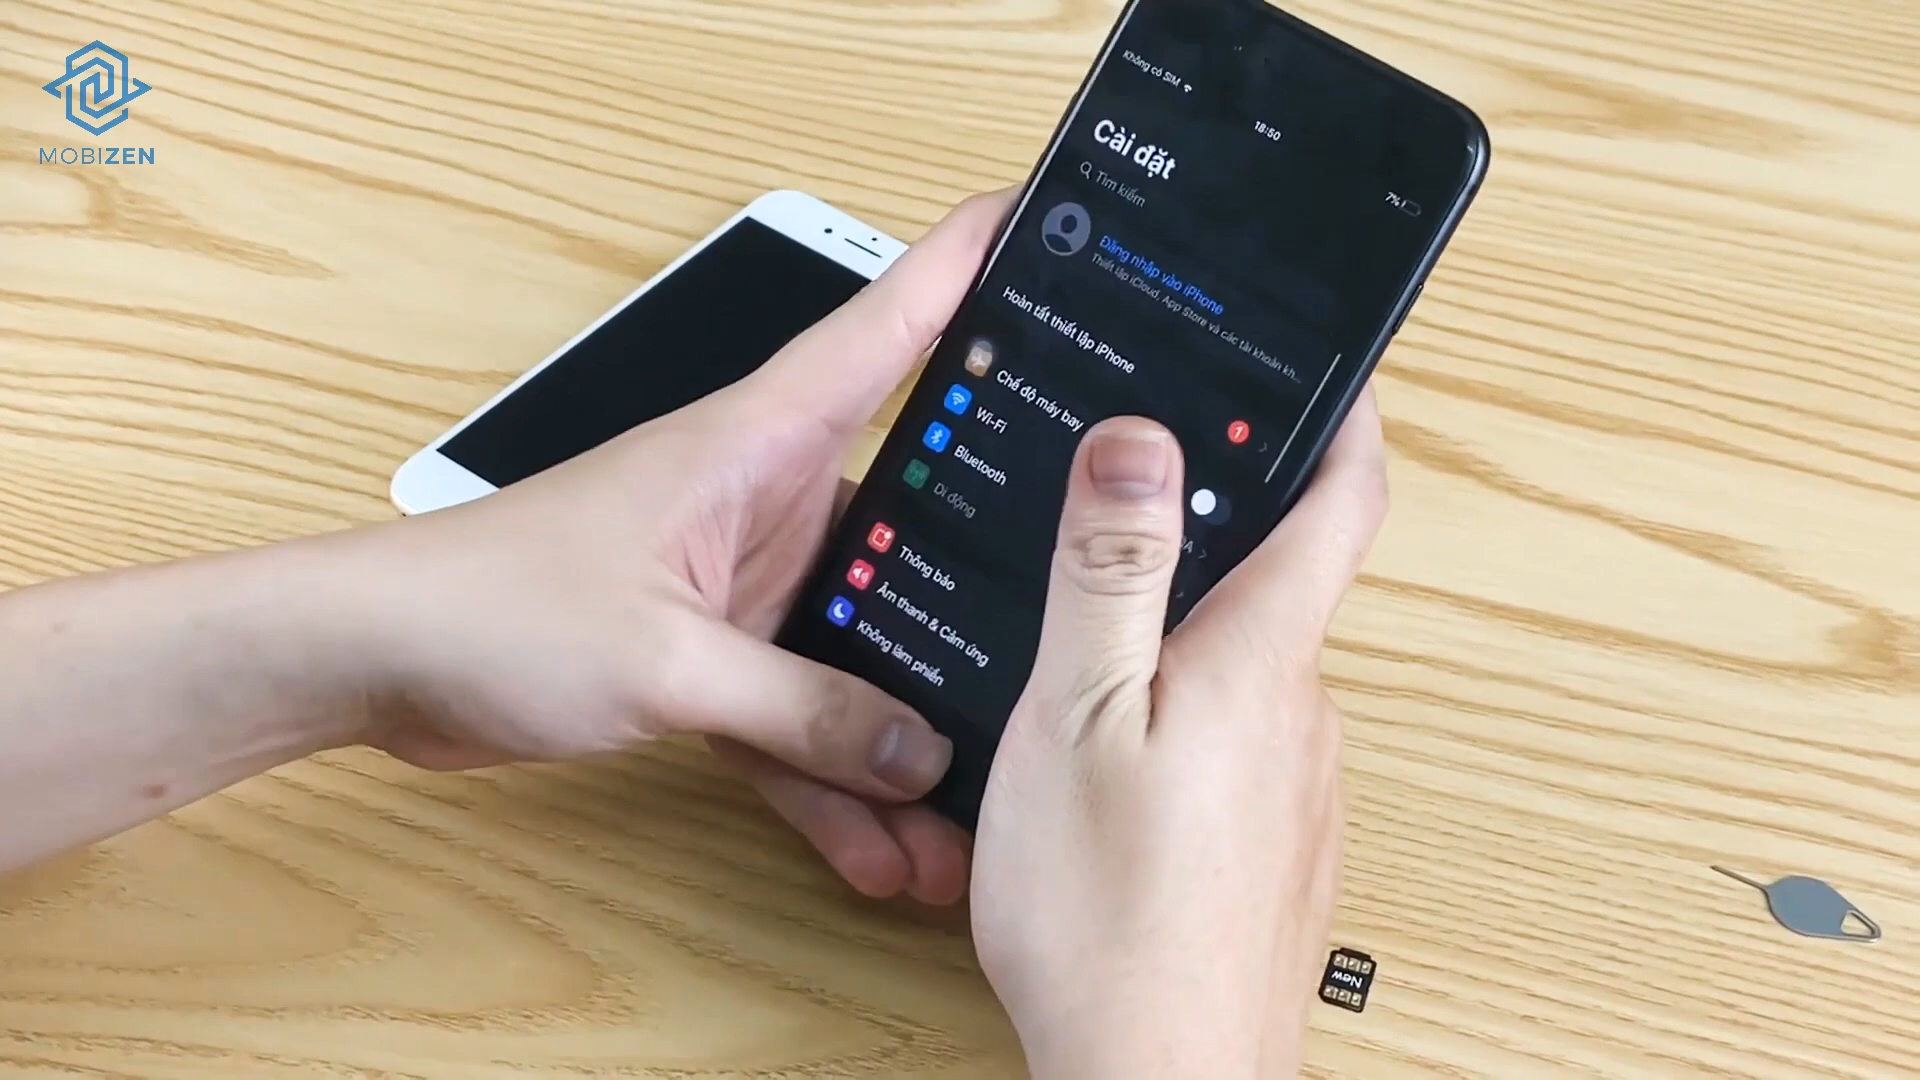 MOBIZEN
Không có SIM
18:50
7%
Cài đặt
Tìm kiếm
Đăng nhập vào iPhone
Thiết lập iCloud, App Store và các tài khoản kh...
Hoàn tất thiết lập iPhone
1
Chế độ máy bay
Wi-Fi
Bluetooth
Di động
Thông báo
Âm thanh & Cảm ứng
Không làm phiền
New